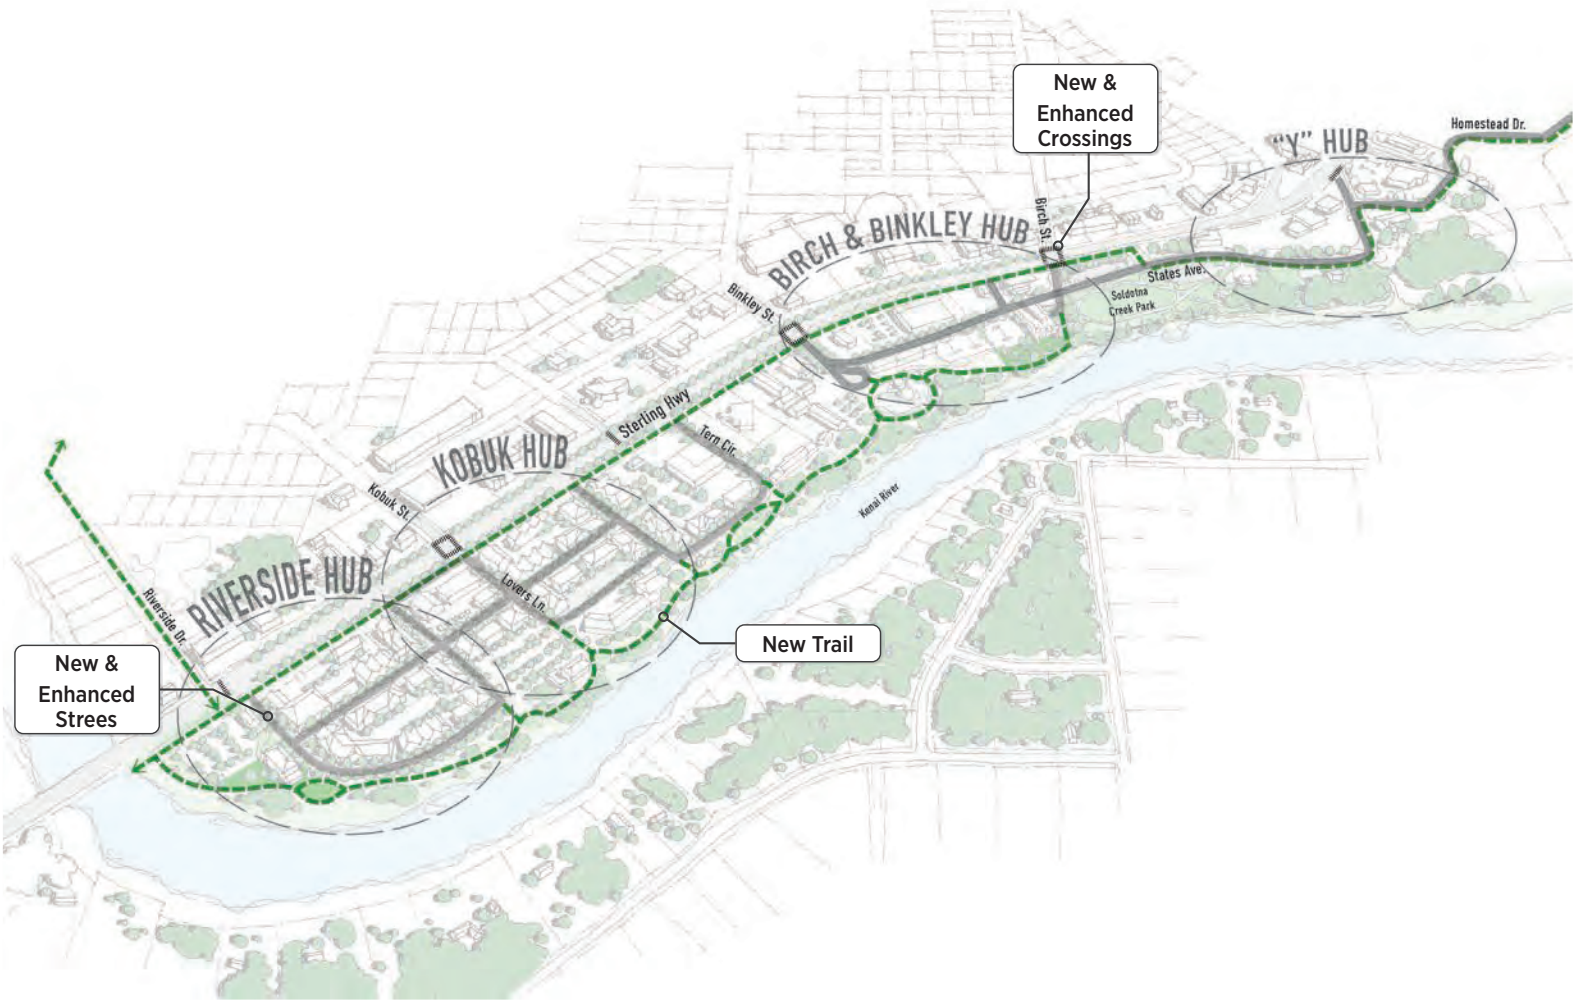 New &
Enhanced
Crossings
Homestead Dr.
"Y" HUB
Birch St.
BIRCH & BINKLEY HUB
States Ave.
Soldotna
Creek Park
Binkley St.
Sterling Hwy
Tern Cir.
KOBUK HUB
Kobuk St.
Kenai River
Lovers Ln.
RIVERSIDE HUB
Riverside Dr.
New Trail
New &
Enhanced
Strees